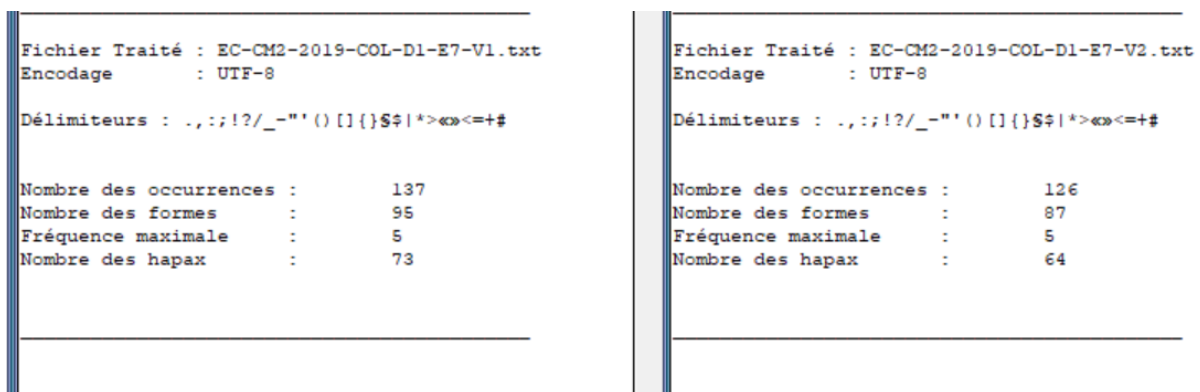 Fichier Traité : EC-CM2-2019-COL-D1-E7-V1.txt
Encodage : UTF-8
Délimiteurs : .,:;!?/_-"'()[]{}§$|*>«»<=+#
Nombre des occurrences : 137
Nombre des formes : 95
Fréquence maximale : 5
Nombre des hapax : 73
Fichier Traité : EC-CM2-2019-COL-D1-E7-V2.txt
Encodage : UTF-8
Délimiteurs : .,:;!?/_-"'()[]{}§$|*>«»<=+#
Nombre des occurrences : 126
Nombre des formes : 87
Fréquence maximale : 5
Nombre des hapax : 64